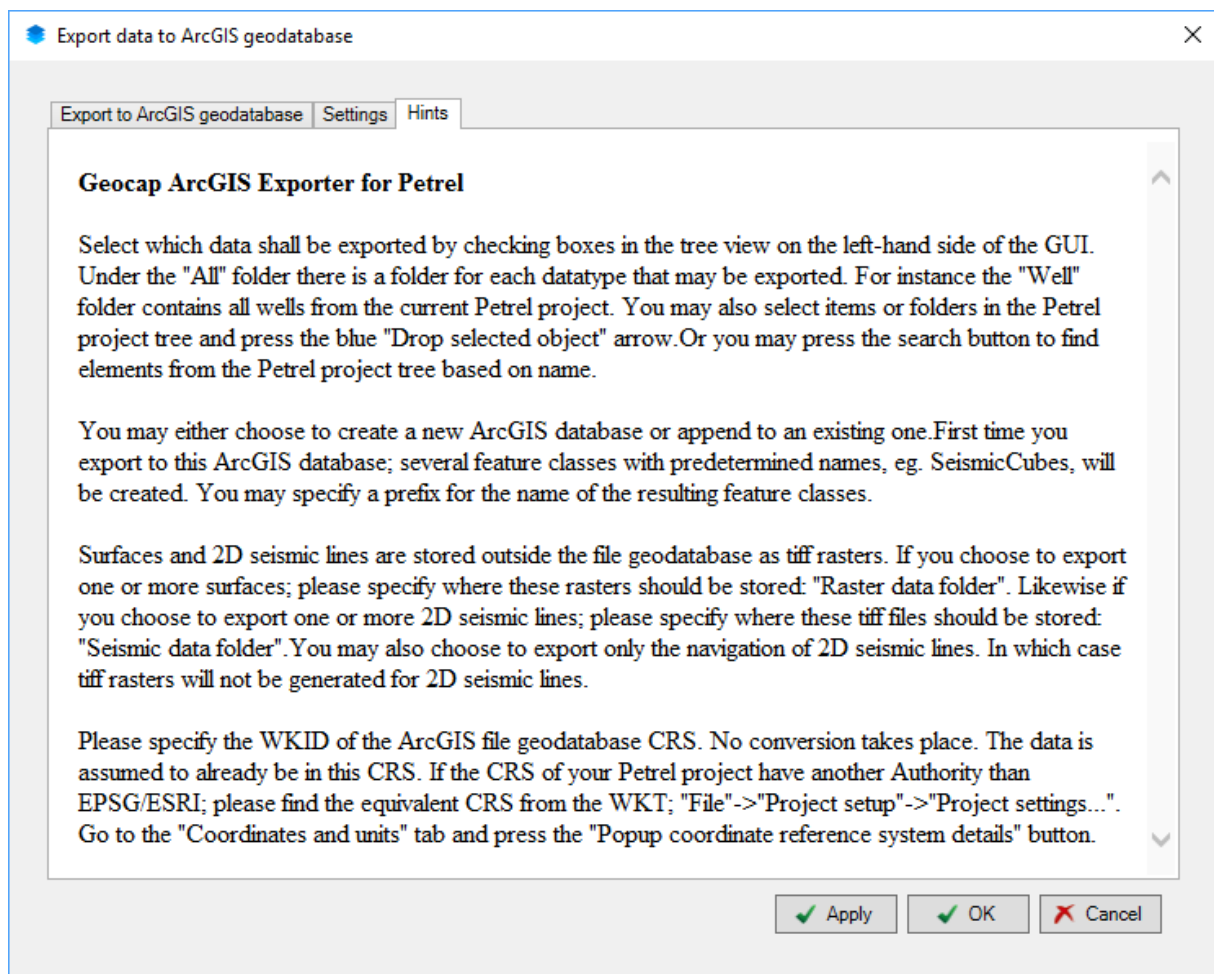 Export data to ArcGIS geodatabase
Export to ArcGIS geodatabase Settings Hints
Geocap ArcGIS Exporter for Petrel
Select which data shall be exported by checking boxes in the tree view on the left-hand side of the GUI.
Under the "All" folder there is a folder for each datatype that may be exported. For instance the "Well"
folder contains all wells from the current Petrel project. You may also select items or folders in the Petrel
project tree and press the blue "Drop selected object" arrow.Or you may press the search button to find
elements from the Petrel project tree based on name.
You may either choose to create a new ArcGIS database or append to an existing one.First time you
export to this ArcGIS database; several feature classes with predetermined names, eg. SeismicCubes, will
be created. You may specify a prefix for the name of the resulting feature classes.
Surfaces and 2D seismic lines are stored outside the file geodatabase as tiff rasters. If you choose to export
one or more surfaces; please specify where these rasters should be stored: "Raster data folder". Likewise if
you choose to export one or more 2D seismic lines; please specify where these tiff files should be stored:
"Seismic data folder".You may also choose to export only the navigation of 2D seismic lines. In which case
tiff rasters will not be generated for 2D seismic lines.
Please specify the WKID of the ArcGIS file geodatabase CRS. No conversion takes place. The data is
assumed to already be in this CRS. If the CRS of your Petrel project have another Authority than
EPSG/ESRI; please find the equivalent CRS from the WKT; "File"->"Project setup"->"Project settings...".
Go to the "Coordinates and units" tab and press the "Popup coordinate reference system details" button.
Apply OK Cancel